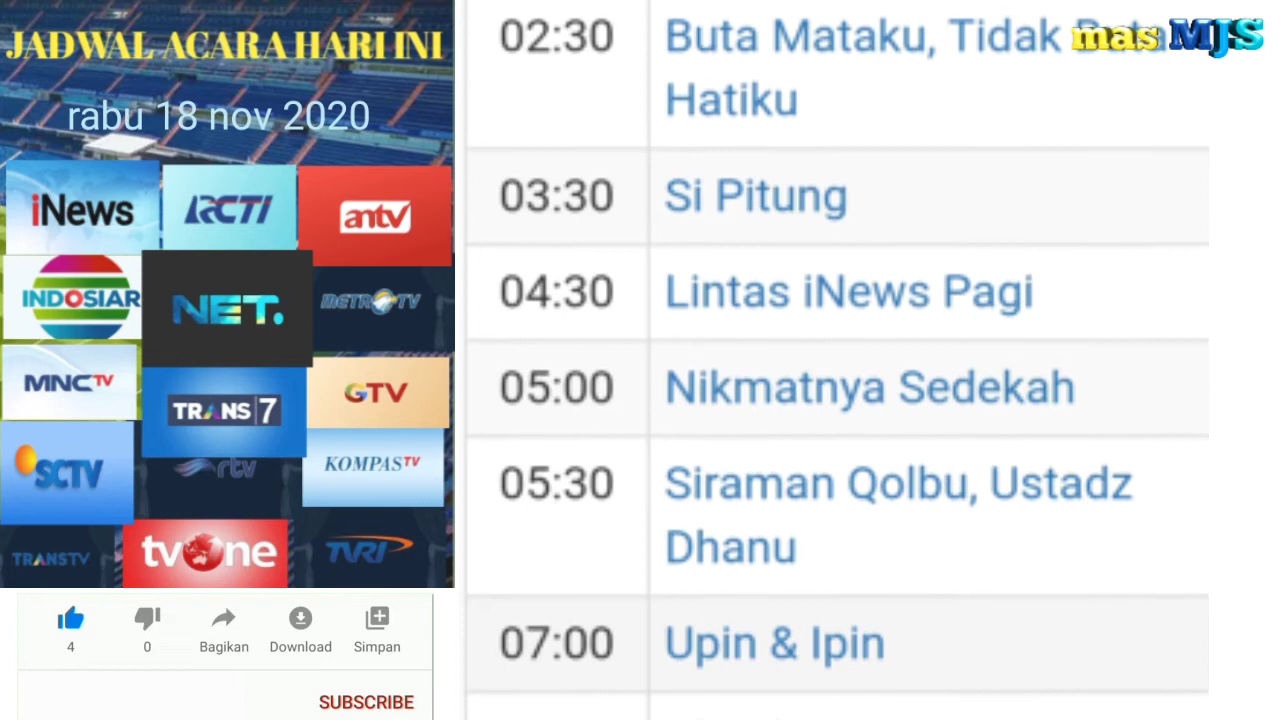 JADWAL ACARA HARI INI
rabu 18 nov 2020
iNews
RCTI
antv
INDOSIAR
NET.
METRO TV
MNCTV
TRANS|7
GTV
SCTV
rtv
KOMPASTV
TRANSTV
tvOne
TVRI
4
0
Bagikan
Download
Simpan
SUBSCRIBE
mas MJS
02:30
Buta Mataku, Tidak Buta
Hatiku
03:30
Si Pitung
04:30
Lintas iNews Pagi
05:00
Nikmatnya Sedekah
05:30
Siraman Qolbu, Ustadz
Dhanu
07:00
Upin & Ipin